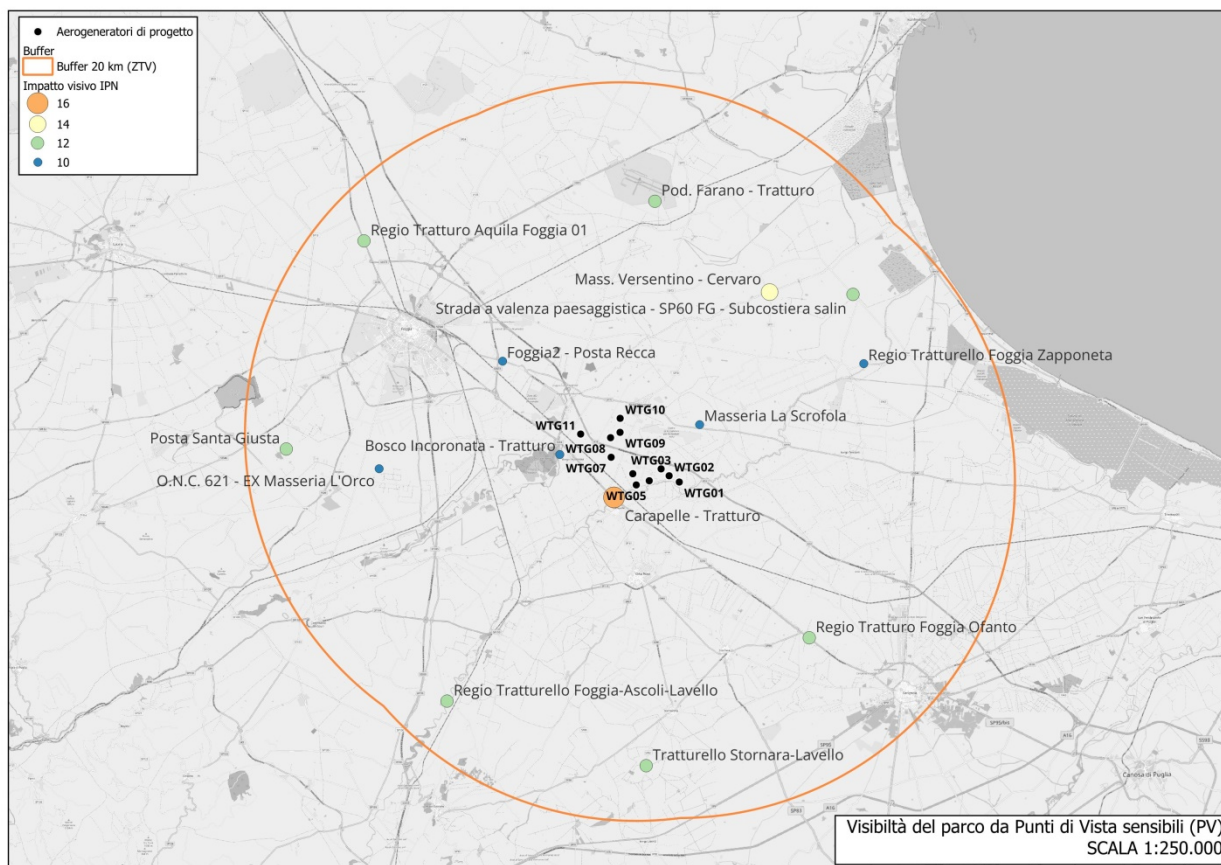 Aerogeneratori di progetto
Buffer
Buffer 20 km (ZTV)
Impatto visivo IPN
16
14
12
10
Pod. Farano - Tratturo
Regio Tratturo Aquila Foggia 01
Mass. Versentino - Cervaro
Strada a valenza paesaggistica - SP60 FG - Subcostiera salin
Foggia2 - Posta Recca
Regio Tratturello Foggia Zapponeta
WTG10
Masseria La Scrofola
WTG11
Posta Santa Giusta
Bosco Incoronata - Tratturo
WTG08
WTG09
WTG07
WTG03
WTG02
O.N.C. 621 - EX Masseria L'Orco
WTG05
WTG01
Carapelle - Tratturo
Regio Tratturo Foggia Ofanto
Regio Tratturello Foggia-Ascoli-Lavello
Tratturello Stornara-Lavello
Canosa di Puglia
Visibiltà del parco da Punti di Vista sensibili (PV)
SCALA 1:250.000